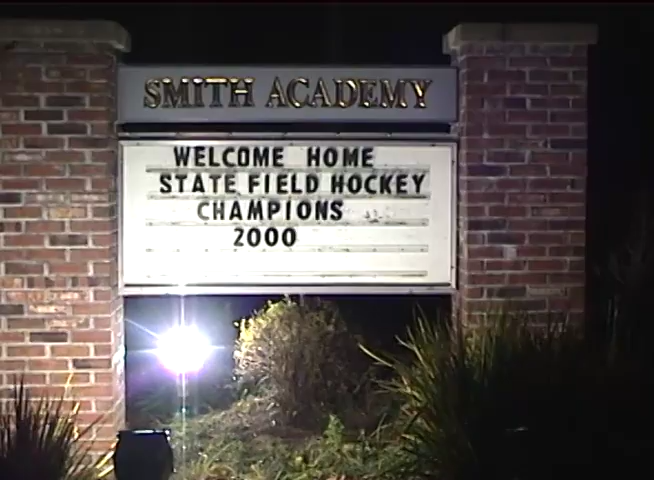 SMITH ACADEMY
WELCOME HOME
STATE FIELD HOCKEY
CHAMPIONS
2000